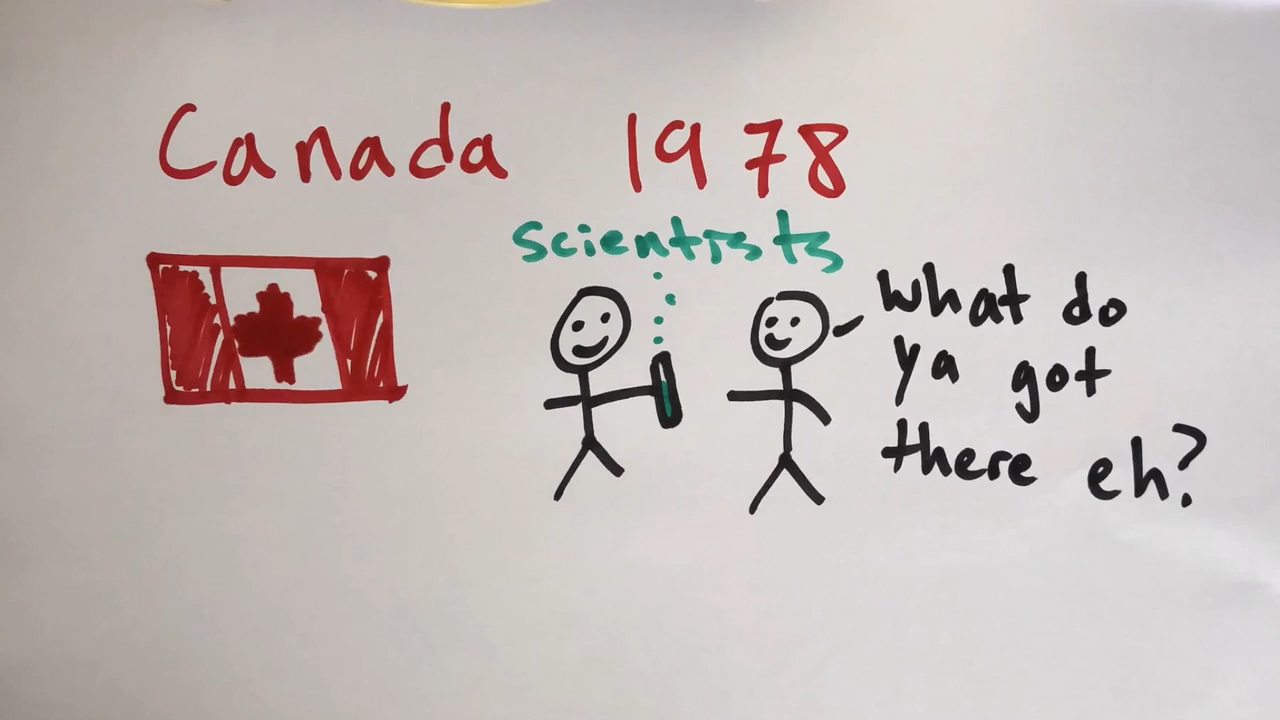 Canada 1978
scientists
What do
ya got
there eh?